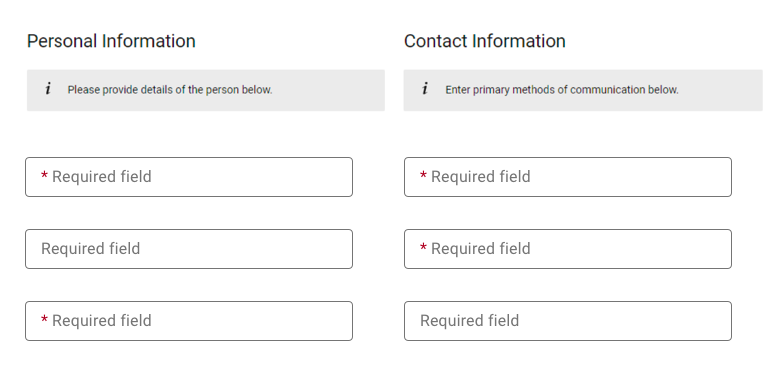 Personal Information
i Please provide details of the person below.
* Required field
Required field
* Required field
Contact Information
i Enter primary methods of communication below.
* Required field
* Required field
Required field